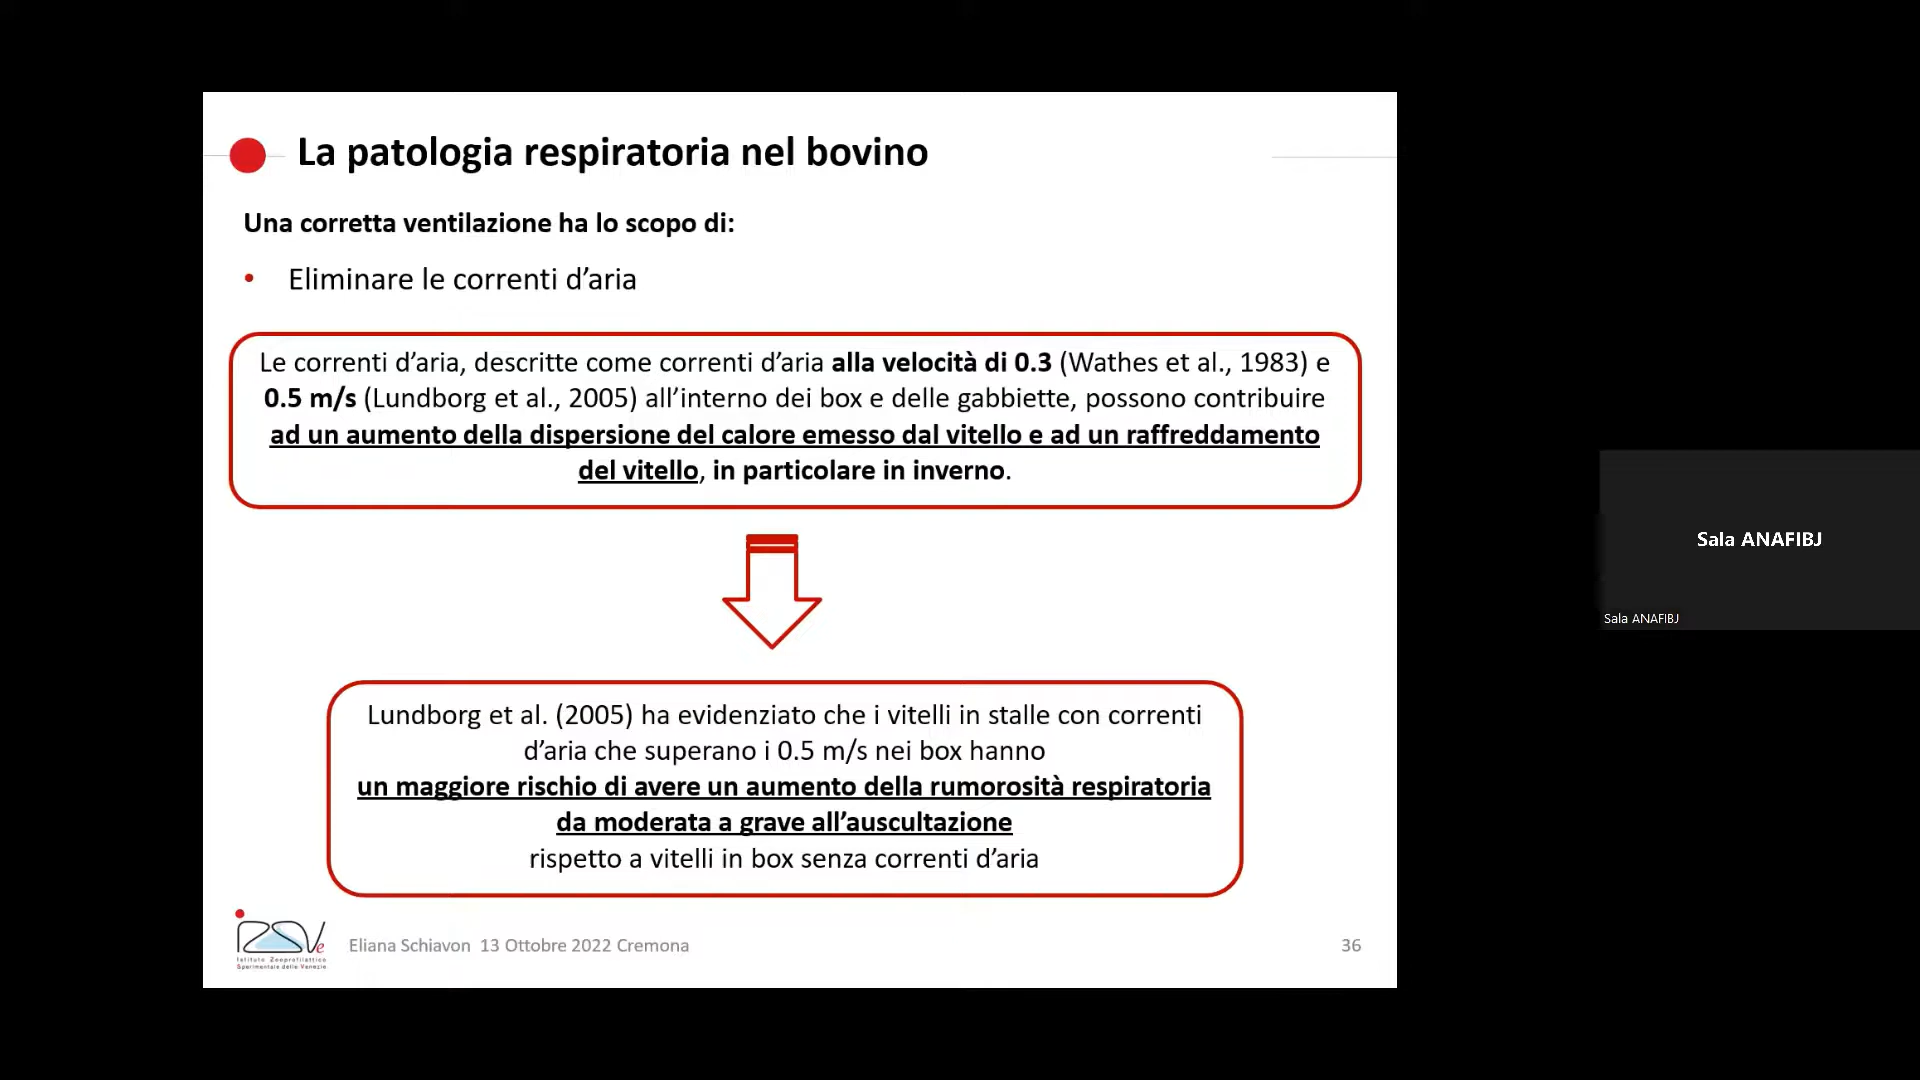 La patologia respiratoria nel bovino
Una corretta ventilazione ha lo scopo di:
• Eliminare le correnti d’aria
Le correnti d’aria, descritte come correnti d’aria alla velocità di 0.3 (Wathes et al., 1983) e
0.5 m/s (Lundborg et al., 2005) all’interno dei box e delle gabbiette, possono contribuire
ad un aumento della dispersione del calore emesso dal vitello e ad un raffreddamento
del vitello, in particolare in inverno.
Lundborg et al. (2005) ha evidenziato che i vitelli in stalle con correnti
d’aria che superano i 0.5 m/s nei box hanno
un maggiore rischio di avere un aumento della rumorosità respiratoria
da moderata a grave all’auscultazione
rispetto a vitelli in box senza correnti d’aria
IZSVe
Istituto Zooprofilattico
Sperimentale delle Venezie
Eliana Schiavon 13 Ottobre 2022 Cremona
36
Sala ANAFIBJ
Sala ANAFIBJ